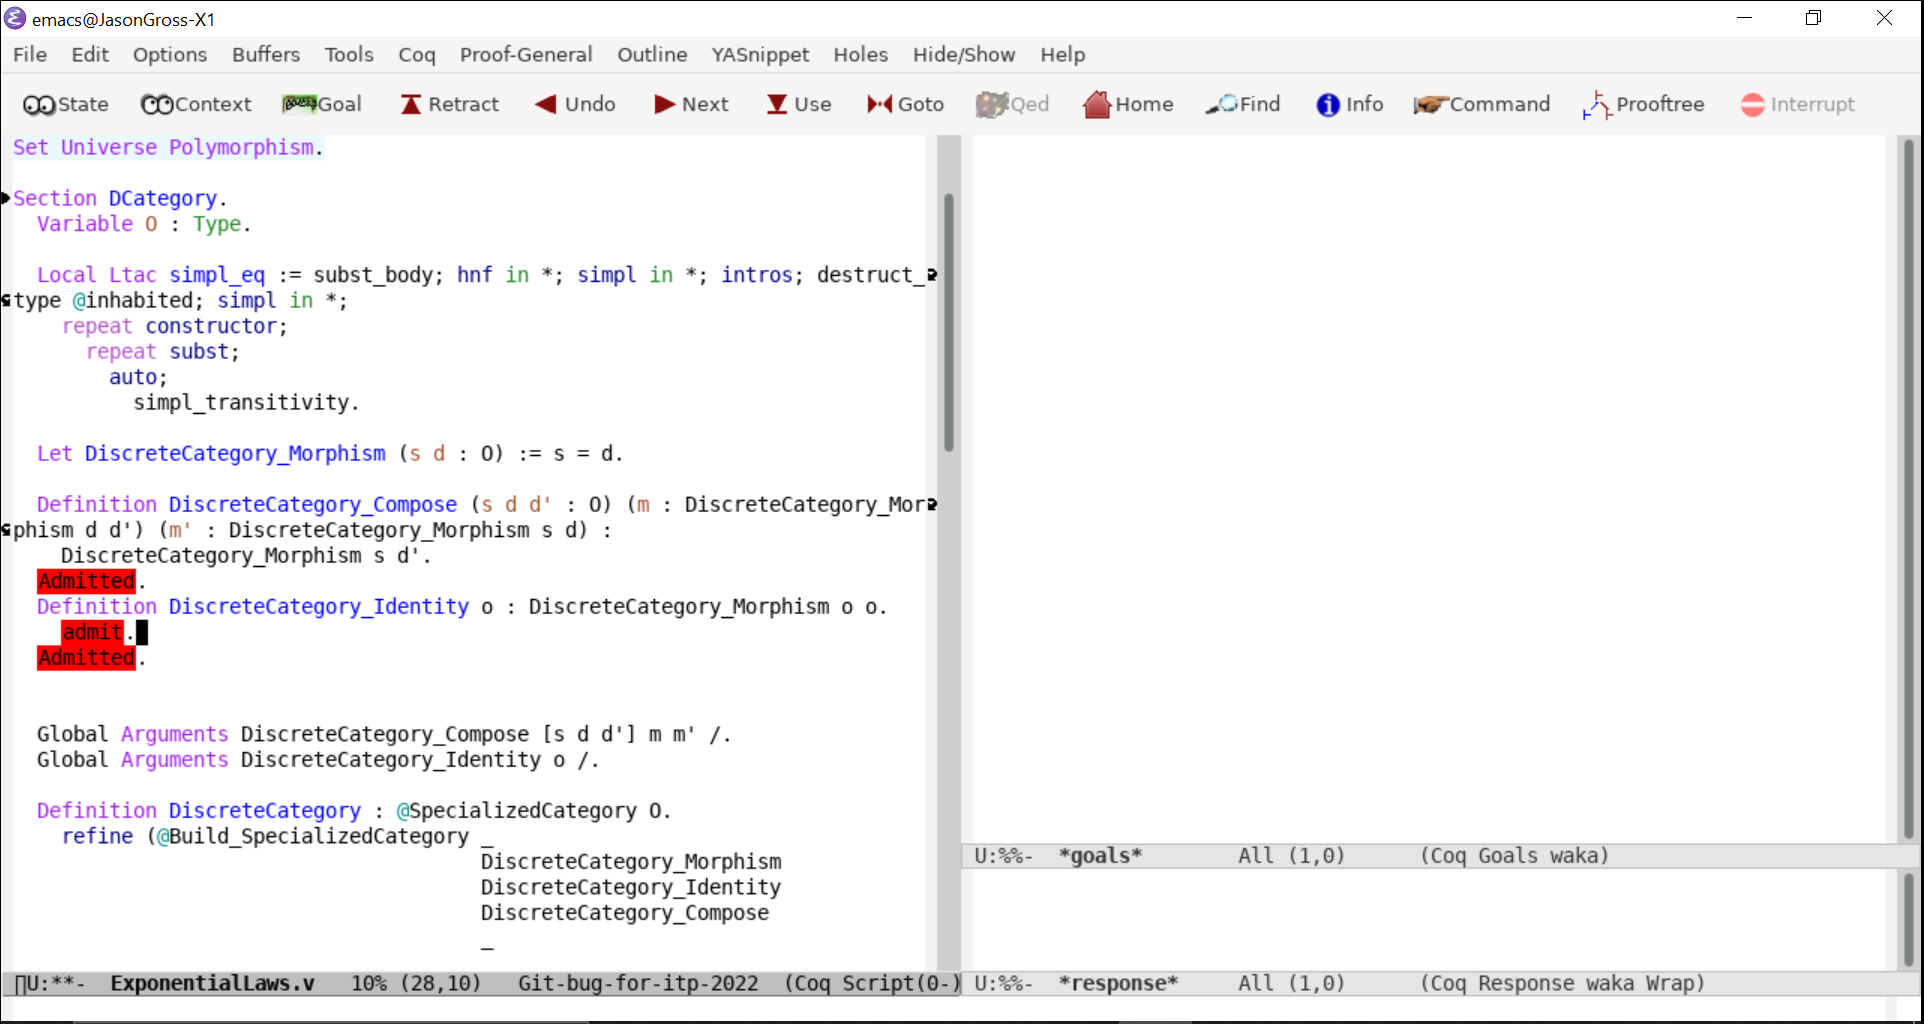 emacs@JasonGross-X1
File Edit Options Buffers Tools Coq Proof-General Outline YASnippet Holes Hide/Show Help
State Context Goal Retract Undo Next Use Goto Qed Home Find Info Command Prooftree Interrupt
Set Universe Polymorphism.
Section DCategory.
Variable O : Type.
Local Ltac simpl_eq := subst_body; hnf in *; simpl in *; intros; destruct_
type @inhabited; simpl in *;
repeat constructor;
repeat subst;
auto;
simpl_transitivity.
Let DiscreteCategory_Morphism (s d : O) := s = d.
Definition DiscreteCategory_Compose (s d d' : O) (m : DiscreteCategory_Mor
phism d d') (m' : DiscreteCategory_Morphism s d) :
DiscreteCategory_Morphism s d'.
Admitted.
Definition DiscreteCategory_Identity o : DiscreteCategory_Morphism o o.
admit.
Admitted.
Global Arguments DiscreteCategory_Compose [s d d'] m m' /.
Global Arguments DiscreteCategory_Identity o /.
Definition DiscreteCategory : @SpecializedCategory O.
refine (@Build_SpecializedCategory _
DiscreteCategory_Morphism
DiscreteCategory_Identity
DiscreteCategory_Compose
_
U:**- ExponentialLaws.v 10% (28,10) Git-bug-for-itp-2022 (Coq Script(0-)
U:%%- *goals* All (1,0) (Coq Goals waka)
U:%%- *response* All (1,0) (Coq Response waka Wrap)